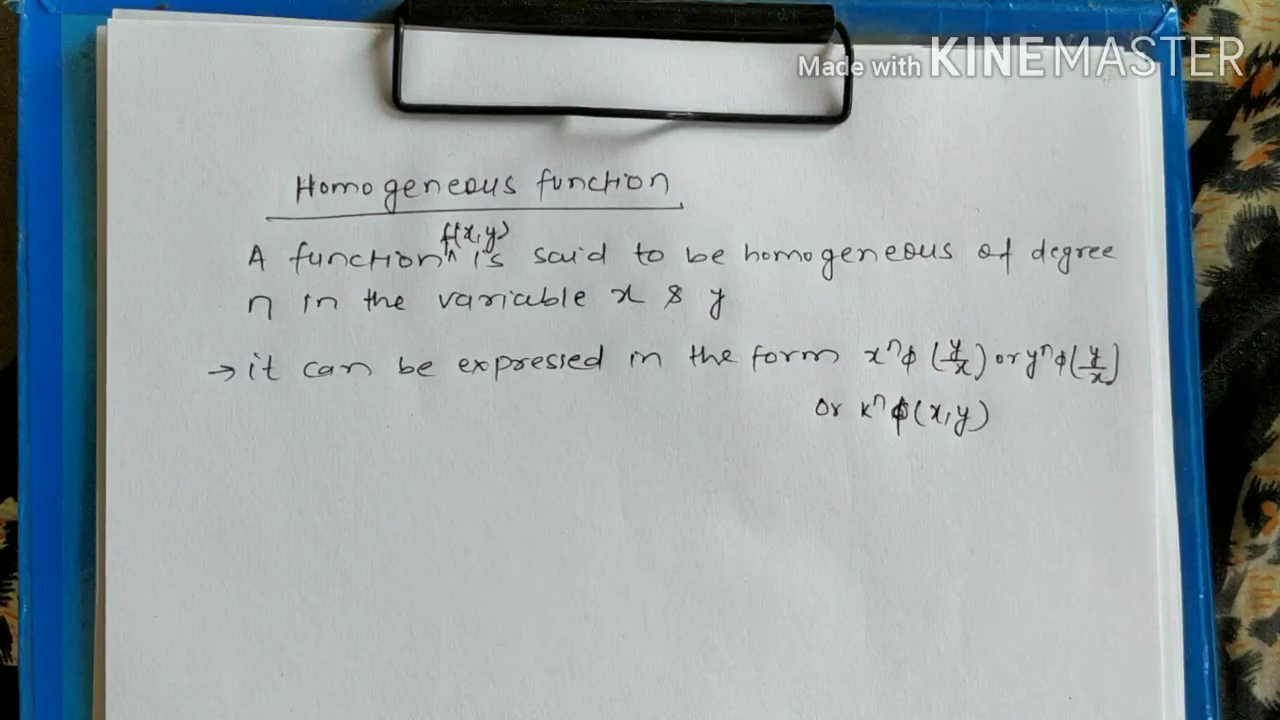 Made with KINEMASTER
Homogeneous function
A function f(x,y) is said to be homogeneous of degree
n in the variable x & y
→ it can be expressed in the form xⁿϕ(y/x) or yⁿϕ(y/x)
or kⁿϕ(x,y)